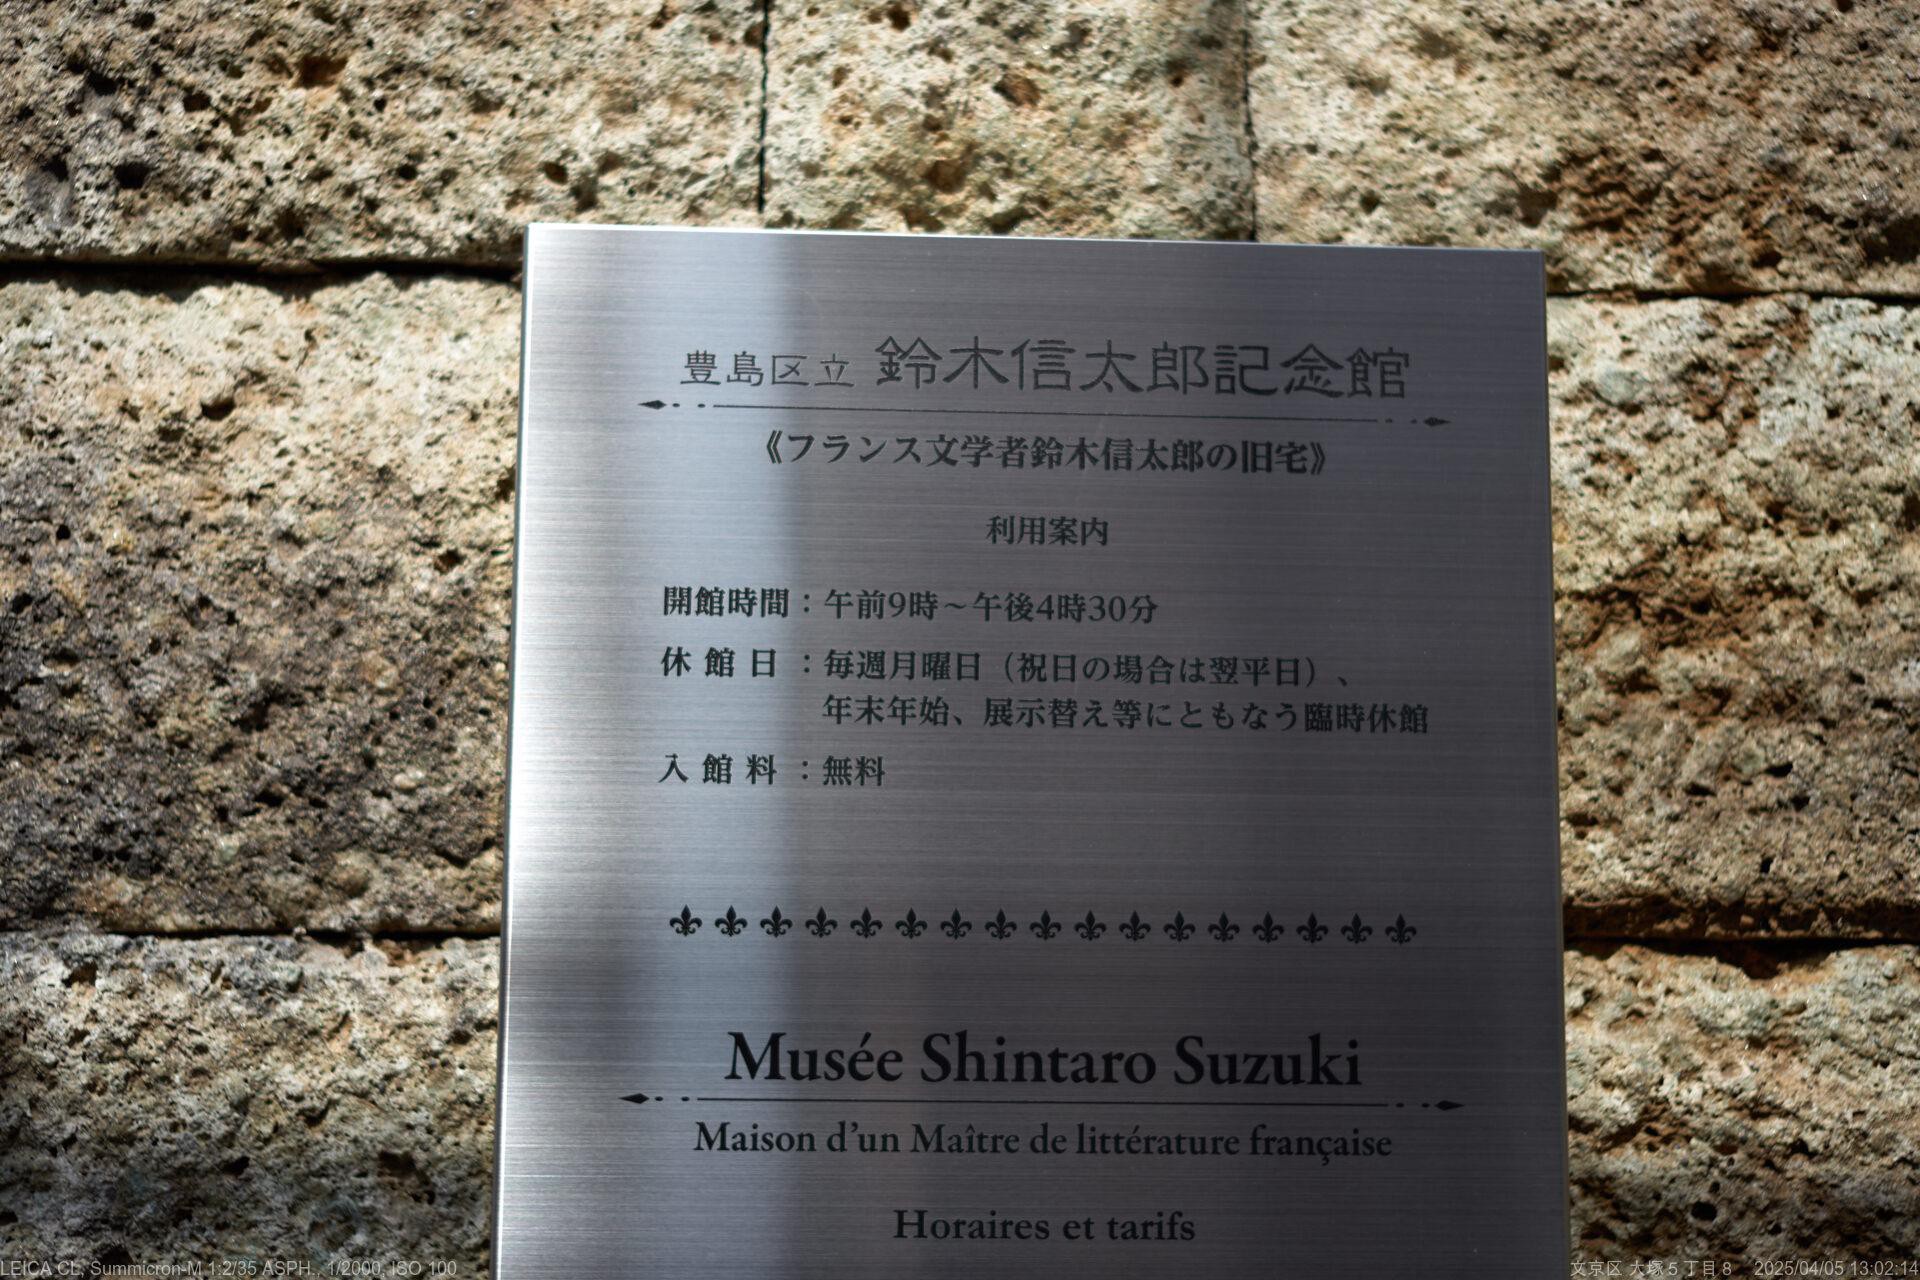 豊島区立 鈴木信太郎記念館
《フランス文学者鈴木信太郎の旧宅》
利用案内
開館時間：午前9時～午後4時30分
休館日：毎週月曜日（祝日の場合は翌平日）、
年末年始、展示替え等にともなう臨時休館
入館料：無料
Musée Shintaro Suzuki
Maison d’un Maître de littérature française
Horaires et tarifs
LEICA CL, Summicron-M 1:2/35 ASPH., 1/2000, ISO 100
文京区 大塚５丁目８ 2025/04/05 13:02:14